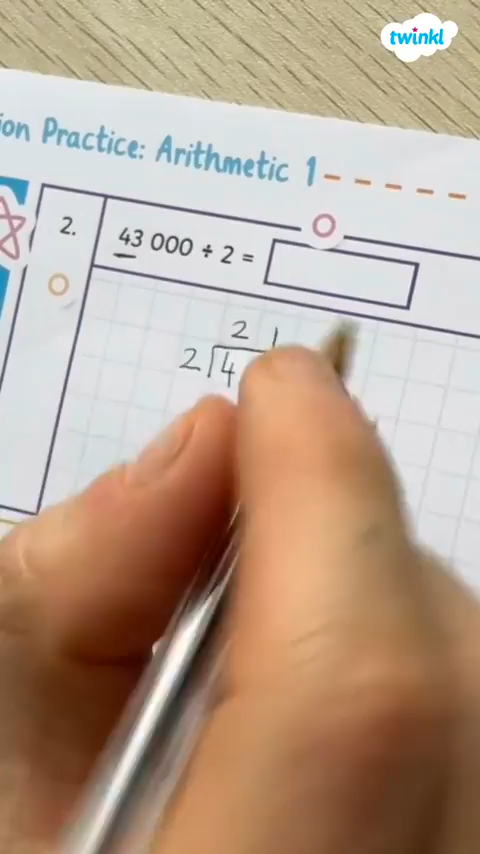 twinkl
ion Practice: Arithmetic 1
2.
43 000 ÷ 2 =
2 1
2 4